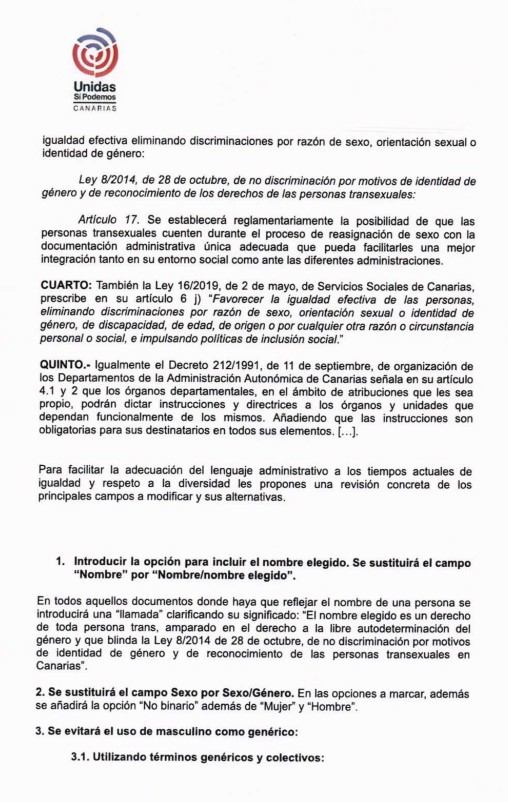 Unidas
Sí Podemos
CANARIAS
igualdad efectiva eliminando discriminaciones por razón de sexo, orientación sexual o
identidad de género:
Ley 8/2014, de 28 de octubre, de no discriminación por motivos de identidad de
género y de reconocimiento de los derechos de las personas transexuales:
Artículo 17. Se establecerá reglamentariamente la posibilidad de que las
personas transexuales cuenten durante el proceso de reasignación de sexo con la
documentación administrativa única adecuada que pueda facilitarles una mejor
integración tanto en su entorno social como ante las diferentes administraciones.
CUARTO: También la Ley 16/2019, de 2 de mayo, de Servicios Sociales de Canarias,
prescribe en su artículo 6 j) “Favorecer la igualdad efectiva de las personas,
eliminando discriminaciones por razón de sexo, orientación sexual o identidad de
género, de discapacidad, de edad, de origen o por cualquier otra razón o circunstancia
personal o social, e impulsando políticas de inclusión social.”
QUINTO.- Igualmente el Decreto 212/1991, de 11 de septiembre, de organización de
los Departamentos de la Administración Autonómica de Canarias señala en su artículo
4.1 y 2 que los órganos departamentales, en el ámbito de atribuciones que les sea
propio, podrán dictar instrucciones y directrices a los órganos y unidades que
dependan funcionalmente de los mismos. Añadiendo que las instrucciones son
obligatorias para sus destinatarios en todos sus elementos. [...].
Para facilitar la adecuación del lenguaje administrativo a los tiempos actuales de
igualdad y respeto a la diversidad les propones una revisión concreta de los
principales campos a modificar y sus alternativas.
1. Introducir la opción para incluir el nombre elegido. Se sustituirá el campo
“Nombre” por “Nombre/nombre elegido”.
En todos aquellos documentos donde haya que reflejar el nombre de una persona se
introducirá una “llamada” clarificando su significado: “El nombre elegido es un derecho
de toda persona trans, amparado en el derecho a la libre autodeterminación del
género y que blinda la Ley 8/2014 de 28 de octubre, de no discriminación por motivos
de identidad de género y de reconocimiento de las personas transexuales en
Canarias”.
2. Se sustituirá el campo Sexo por Sexo/Género. En las opciones a marcar, además
se añadirá la opción “No binario” además de “Mujer” y “Hombre”.
3. Se evitará el uso de masculino como genérico:
3.1. Utilizando términos genéricos y colectivos: